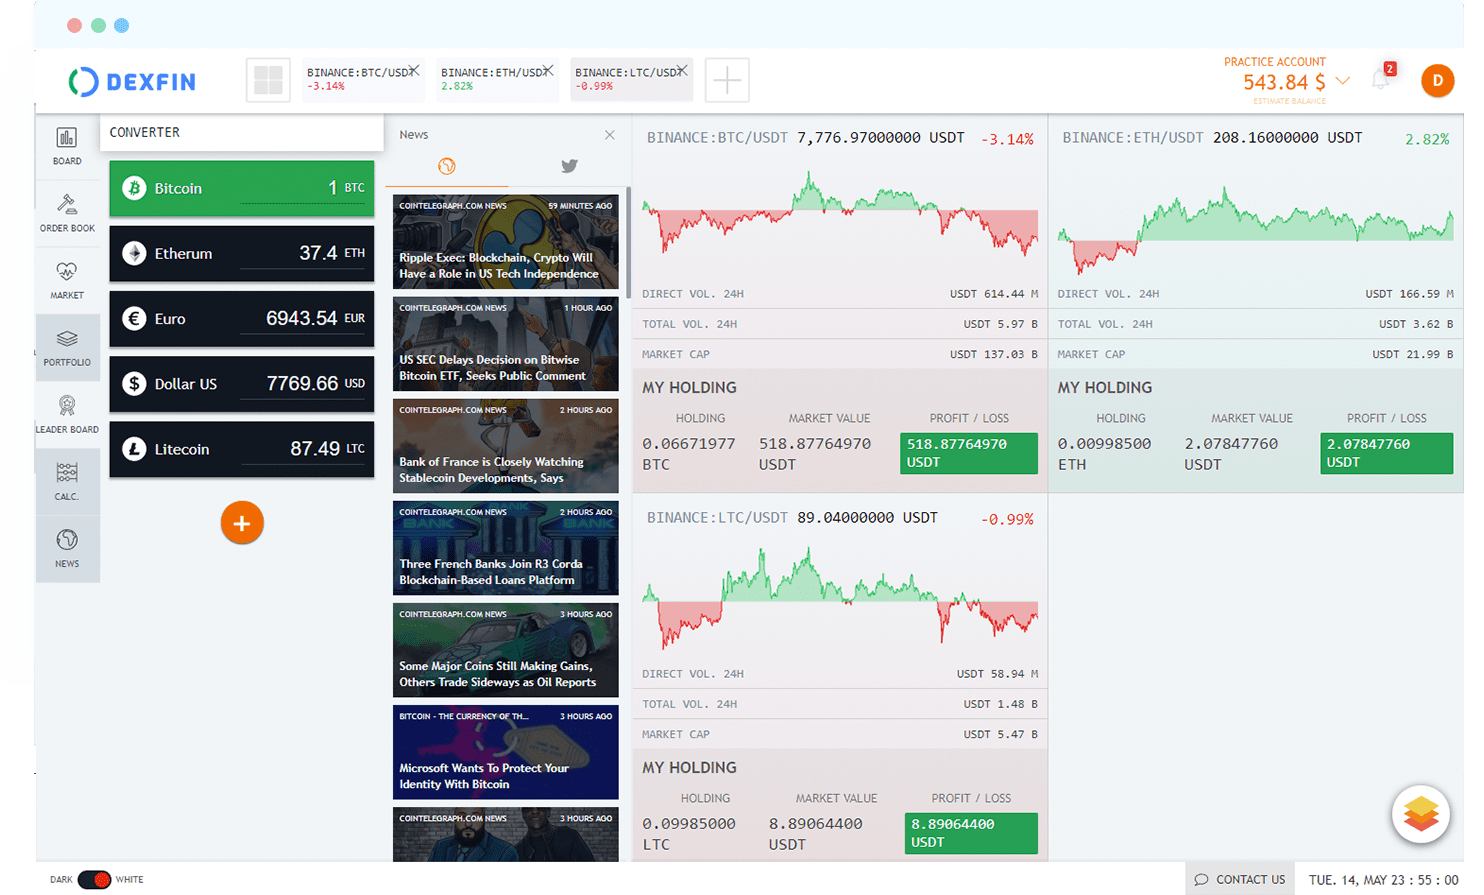 DEXFIN
BINANCE:BTC/USDT
-3.14%
BINANCE:ETH/USDT
2.82%
BINANCE:LTC/USDT
-0.99%
PRACTICE ACCOUNT
543.84 $
ESTIMATE BALANCE
2
D
BOARD
ORDER BOOK
MARKET
PORTFOLIO
LEADER BOARD
CALC.
NEWS
CONVERTER
Bitcoin 1 BTC
Etherum 37.4 ETH
Euro 6943.54 EUR
Dollar US 7769.66 USD
Litecoin 87.49 LTC
News
COINTELEGRAPH.COM NEWS 59 MINUTES AGO
Ripple Exec: Blockchain, Crypto Will
Have a Role in US Tech Independence
COINTELEGRAPH.COM NEWS 1 HOUR AGO
US SEC Delays Decision on Bitwise
Bitcoin ETF, Seeks Public Comment
COINTELEGRAPH.COM NEWS 2 HOURS AGO
Bank of France is Closely Watching
Stablecoin Developments, Says
COINTELEGRAPH.COM NEWS 2 HOURS AGO
BANK BANK
Three French Banks Join R3 Corda
Blockchain-Based Loans Platform
COINTELEGRAPH.COM NEWS 3 HOURS AGO
Some Major Coins Still Making Gains,
Others Trade Sideways as Oil Reports
BITCOIN - THE CURRENCY OF TH... 3 HOURS AGO
Microsoft Wants To Protect Your
Identity With Bitcoin
COINTELEGRAPH.COM NEWS 3 HOURS AGO
BINANCE:BTC/USDT 7,776.97000000 USDT -3.14%
DIRECT VOL. 24H USDT 614.44 M
TOTAL VOL. 24H USDT 5.97 B
MARKET CAP USDT 137.03 B
MY HOLDING
HOLDING MARKET VALUE PROFIT / LOSS
0.06671977 518.87764970 518.87764970
BTC USDT USDT
BINANCE:ETH/USDT 208.16000000 USDT 2.82%
DIRECT VOL. 24H USDT 166.59 M
TOTAL VOL. 24H USDT 3.62 B
MARKET CAP USDT 21.99 B
MY HOLDING
HOLDING MARKET VALUE PROFIT / LOSS
0.00998500 2.07847760 2.07847760
ETH USDT USDT
BINANCE:LTC/USDT 89.04000000 USDT -0.99%
DIRECT VOL. 24H USDT 58.94 M
TOTAL VOL. 24H USDT 1.48 B
MARKET CAP USDT 5.47 B
MY HOLDING
HOLDING MARKET VALUE PROFIT / LOSS
0.09985000 8.89064400 8.89064400
LTC USDT USDT
DARK WHITE
CONTACT US
TUE. 14, MAY 23 : 55 : 00